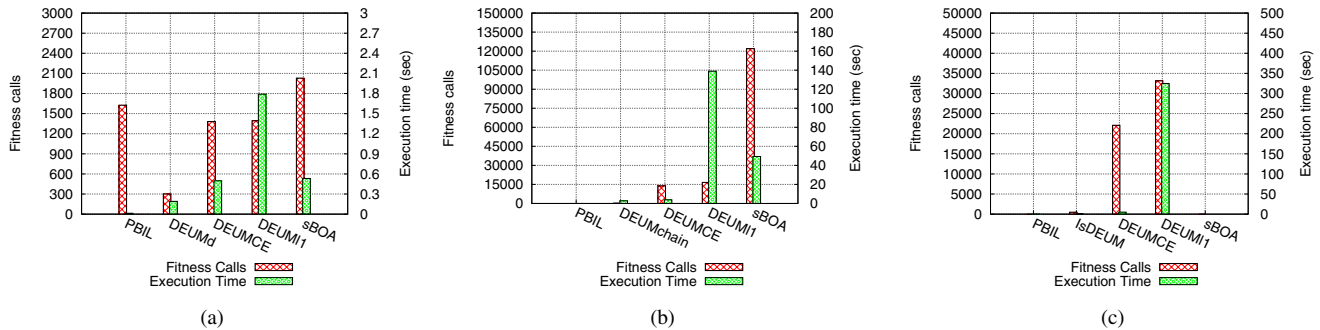 Fitness calls
3000
2700
2400
2100
1800
1500
1200
900
600
300
0
PBIL
DEUMd
DEUMCE
DEUMI1
sBOA
3
2.7
2.4
2.1
1.8
1.5
1.2
0.9
0.6
0.3
0
Execution time (sec)
Fitness Calls
Execution Time
(a)
Fitness calls
150000
135000
120000
105000
90000
75000
60000
45000
30000
15000
0
PBIL
DEUMchain
DEUMCE
DEUMI1
sBOA
200
180
160
140
120
100
80
60
40
20
0
Execution time (sec)
Fitness Calls
Execution Time
(b)
Fitness calls
50000
45000
40000
35000
30000
25000
20000
15000
10000
5000
0
PBIL
IsDEUM
DEUMCE
DEUMI1
sBOA
500
450
400
350
300
250
200
150
100
50
0
Execution time (sec)
Fitness Calls
Execution Time
(c)